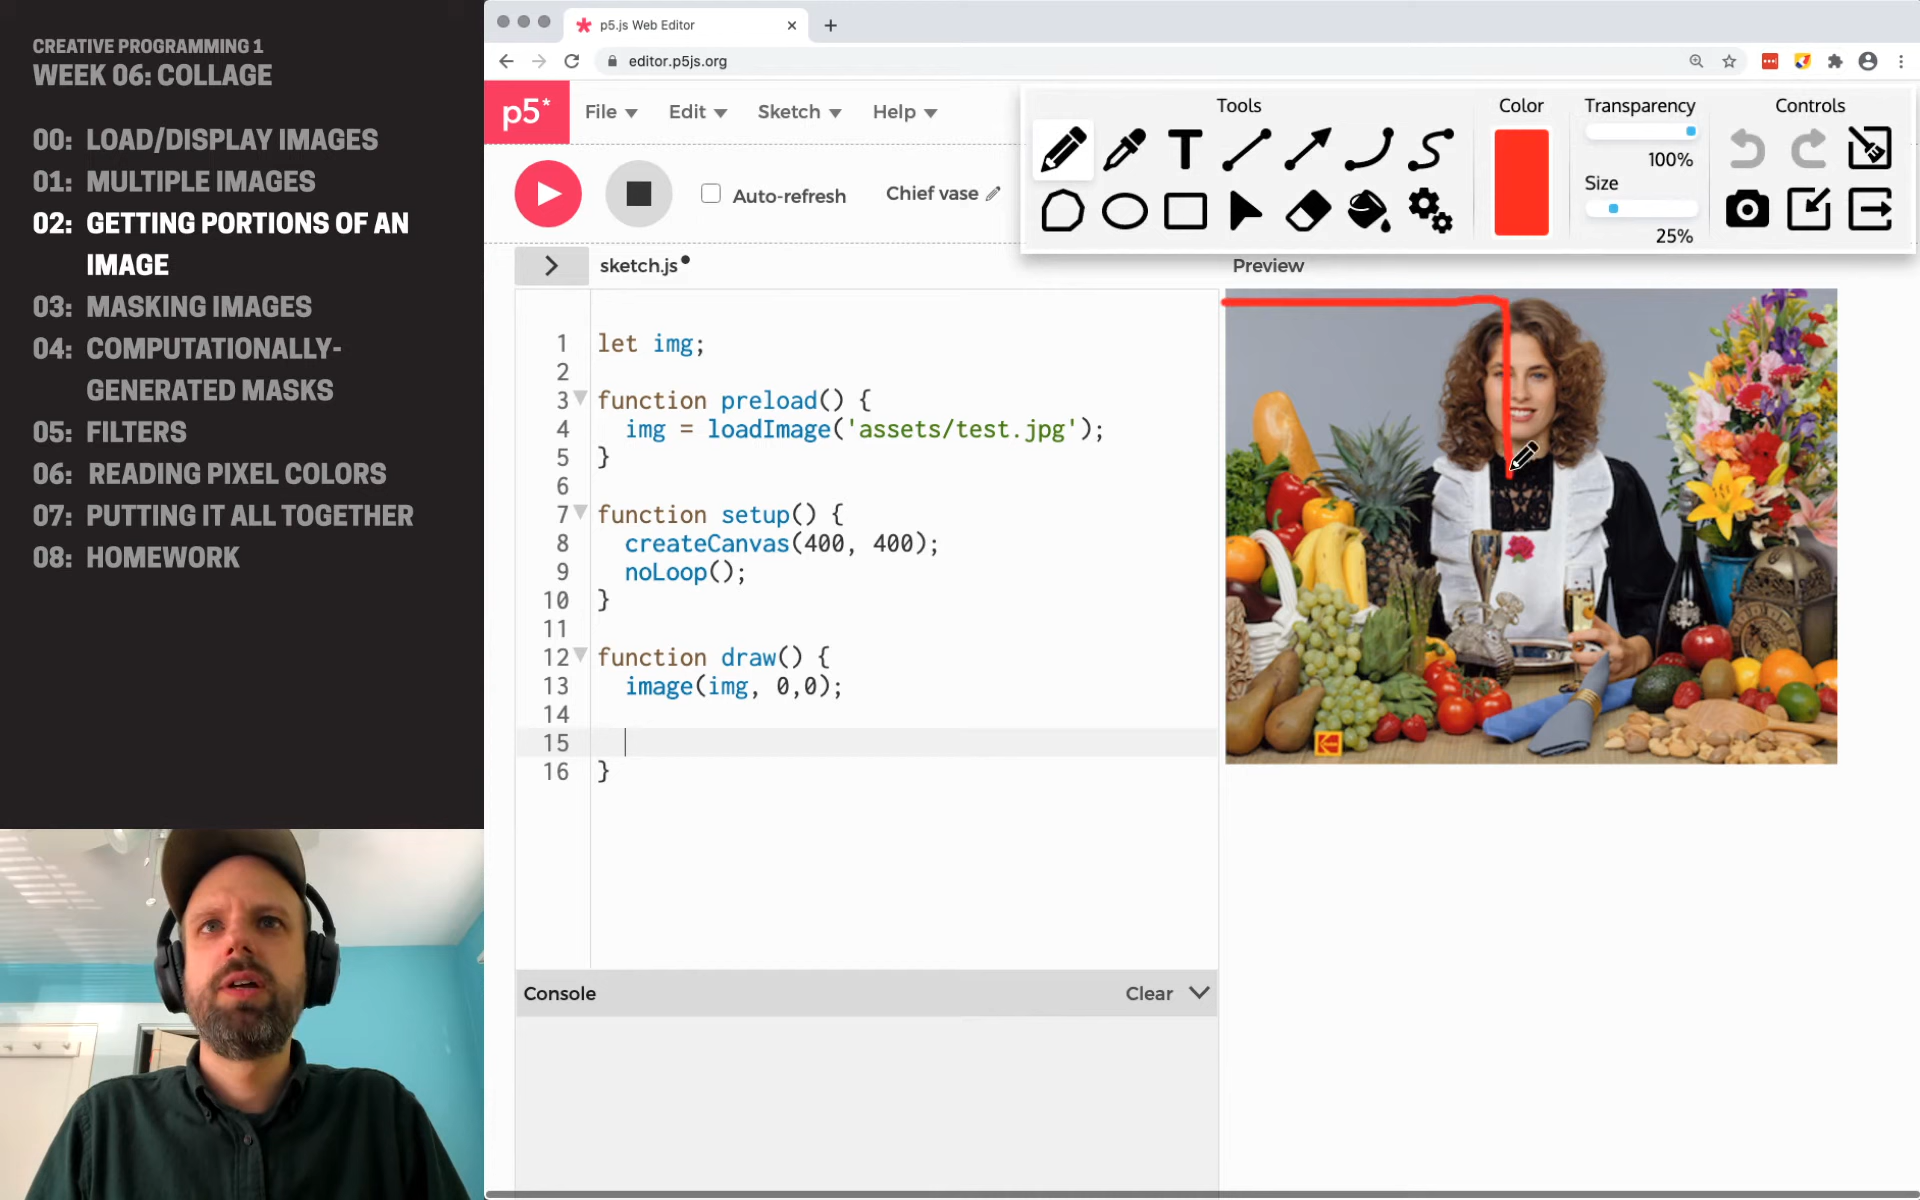 CREATIVE PROGRAMMING 1
WEEK 06: COLLAGE
00: LOAD/DISPLAY IMAGES
01: MULTIPLE IMAGES
02: GETTING PORTIONS OF AN
IMAGE
03: MASKING IMAGES
04: COMPUTATIONALLY-
GENERATED MASKS
05: FILTERS
06: READING PIXEL COLORS
07: PUTTING IT ALL TOGETHER
08: HOMEWORK
p5.js Web Editor
editor.p5js.org
p5*
File Edit Sketch Help
Tools
Color
Transparency
100%
Size
25%
Controls
Auto-refresh
Chief vase
sketch.js
Preview
1 let img;
2
3 function preload() {
4 img = loadImage('assets/test.jpg');
5 }
6
7 function setup() {
8 createCanvas(400, 400);
9 noLoop();
10 }
11
12 function draw() {
13 image(img, 0,0);
14
15
16 }
Console
Clear